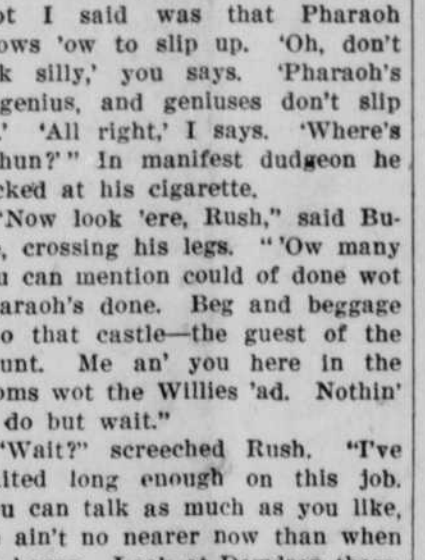 ot I said was that Pharaoh
ows 'ow to slip up. 'Oh, don't
k silly,' you says. 'Pharaoh's
genius, and geniuses don't slip
.' 'All right,' I says. 'Where's
hun?'" In manifest dudgeon he
cked at his cigarette.
"Now look 'ere, Rush," said Bu-
, crossing his legs. "'Ow many
u can mention could of done wot
araoh's done. Beg and beggage
o that castle—the guest of the
unt. Me an' you here in the
oms wot the Willies 'ad. Nothin'
do but wait."
"Wait?" screeched Rush. "I've
ited long enough on this job.
u can talk as much as you like,
ain't no nearer now than when